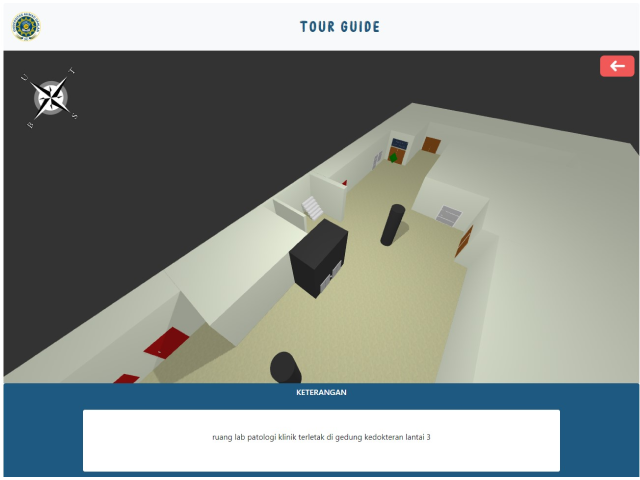 TOUR GUIDE
U
T
B
S
KETERANGAN
ruang lab patologi klinik terletak di gedung kedokteran lantai 3